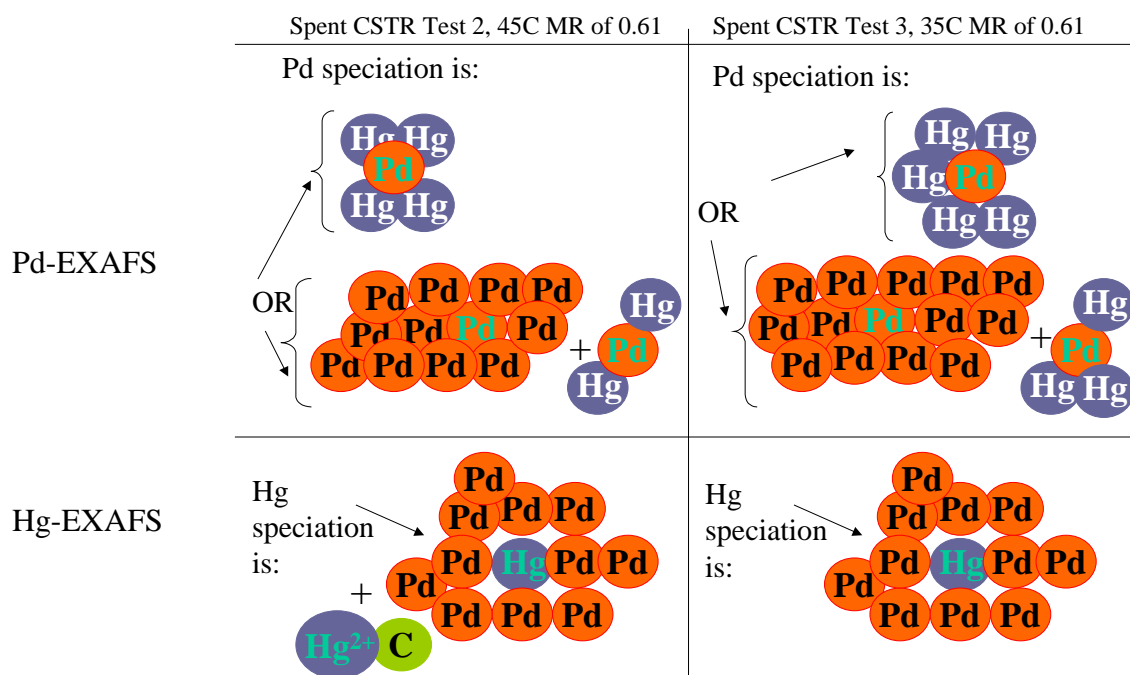 Spent CSTR Test 2, 45C MR of 0.61
Spent CSTR Test 3, 35C MR of 0.61
Pd-EXAFS
Pd speciation is:
Hg Hg
Pd
Hg Hg
OR
Pd Pd Pd Pd
Pd Pd Pd Pd
Pd Pd Pd Pd
+
Hg
Pd
Hg
Pd speciation is:
Hg Hg
Hg Pd
Hg Hg
OR
Pd Pd Pd Pd Pd
Pd Pd Pd Pd Pd
Pd Pd Pd Pd
+
Hg
Pd
Hg Hg
Hg-EXAFS
Hg
speciation
is:
Pd
Pd Pd Pd
Pd Hg Pd Pd
Pd
Pd Pd Pd
+
Hg²⁺ C
Hg
speciation
is:
Pd
Pd Pd Pd
Pd Hg Pd Pd
Pd
Pd Pd Pd